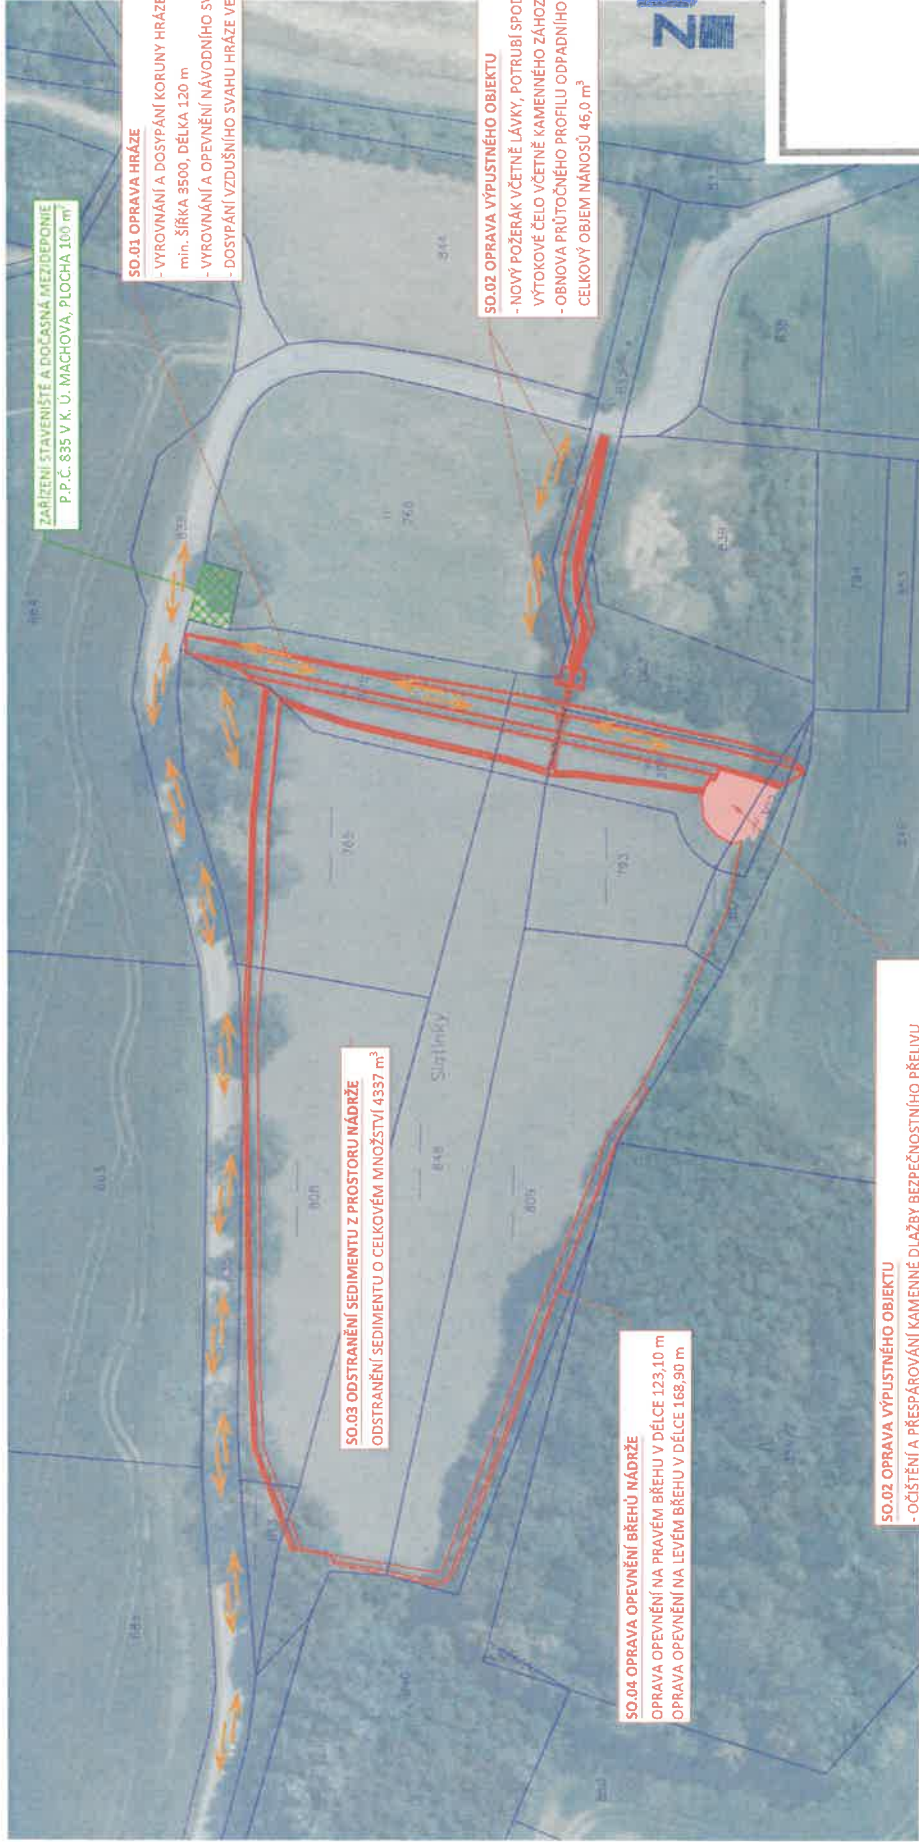 ZAŘÍZENÍ STAVENIŠTĚ A DOČASNÁ MEZIDEPONIE
P.P.Č. 835 V K. Ú. MACHOVA, PLOCHA 100 m²
SO.01 OPRAVA HRÁZE
- VYROVNÁNÍ A DOSYPÁNÍ KORUNY HRÁZE
min. ŠÍŘKA 3500, DÉLKA 120 m
- VYROVNÁNÍ A OPEVNĚNÍ NÁVODNÍHO SV
- DOSYPÁNÍ VZDUŠNÍHO SVAHU HRÁZE VE
SO.02 OPRAVA VÝPUSTNÉHO OBJEKTU
- NOVÝ POŽERÁK VČETNĚ LÁVKY, POTRUBÍ SPOD
VÝTOKOVÉ ČELO VČETNĚ KAMENNÉHO ZÁHOZ
- OBNOVA PRŮTOČNÉHO PROFILU ODPADNÍHO
CELKOVÝ OBJEM NÁNOSŮ 46,0 m³
SO.03 ODSTRANĚNÍ SEDIMENTU Z PROSTORU NÁDRŽE
ODSTRANĚNÍ SEDIMENTU O CELKOVÉM MNOŽSTVÍ 4337 m³
SO.04 OPRAVA OPEVNĚNÍ BŘEHŮ NÁDRŽE
OPRAVA OPEVNĚNÍ NA PRAVÉM BŘEHU V DÉLCE 123,10 m
OPRAVA OPEVNĚNÍ NA LEVÉM BŘEHU V DÉLCE 168,90 m
SO.02 OPRAVA VÝPUSTNÉHO OBJEKTU
- OČIŠTĚNÍ A PŘESPÁROVÁNÍ KAMENNÉ DLAŽBY BEZPEČNOSTNÍHO PŘELIVU
844
766
765
793
794
808
848
Slatinky
809